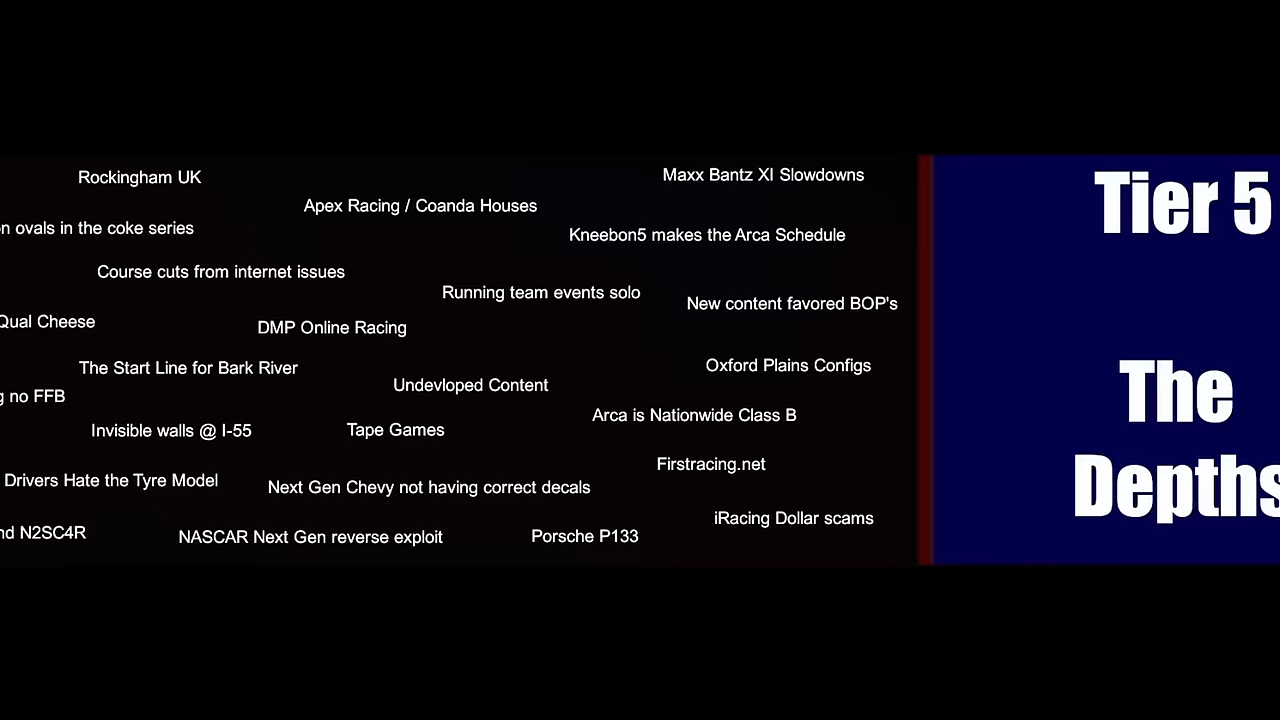 Rockingham UK
Maxx Bantz XI Slowdowns
Apex Racing / Coanda Houses
ovals in the coke series
Kneebon5 makes the Arca Schedule
Course cuts from internet issues
Running team events solo
New content favored BOP's
Qual Cheese
DMP Online Racing
The Start Line for Bark River
Oxford Plains Configs
Undevloped Content
no FFB
Arca is Nationwide Class B
Invisible walls @ I-55
Tape Games
Firstracing.net
Drivers Hate the Tyre Model
Next Gen Chevy not having correct decals
iRacing Dollar scams
N2SC4R
NASCAR Next Gen reverse exploit
Porsche P133
Tier 5
The
Depths